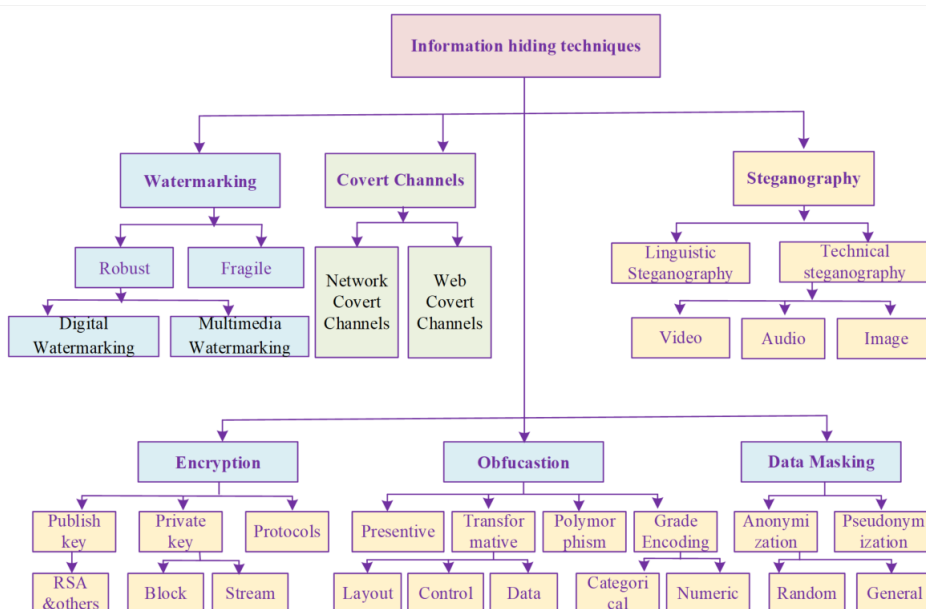 Information hiding techniques
Watermarking
Covert Channels
Steganography
Robust
Fragile
Network
Covert
Channels
Web
Covert
Channels
Linguistic
Steganography
Technical
steganography
Digital
Watermarking
Multimedia
Watermarking
Video
Audio
Image
Encryption
Obfucastion
Data Masking
Publish
key
Private
key
Protocols
Presentive
Transfor
mative
Polymor
phism
Grade
Encoding
Anonymi
zation
Pseudonym
ization
RSA
&others
Block
Stream
Layout
Control
Data
Categori
cal
Numeric
Random
General